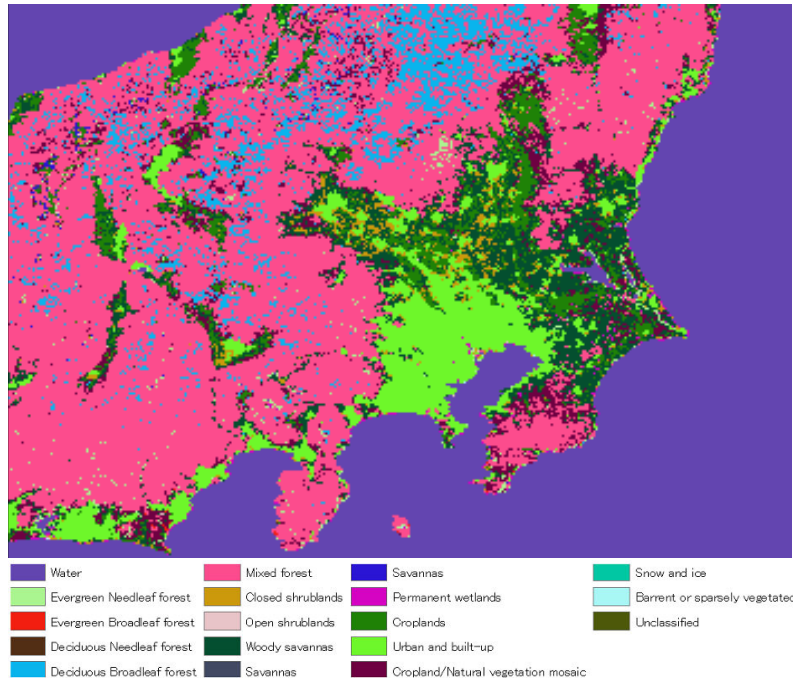 Water
Mixed forest
Savannas
Snow and ice
Evergreen Needleaf forest
Closed shrublands
Permanent wetlands
Barrent or sparsely vegetated
Evergreen Broadleaf forest
Open shrublands
Croplands
Unclassified
Deciduous Needleaf forest
Woody savannas
Urban and built-up
Deciduous Broadleaf forest
Savannas
Cropland/Natural vegetation mosaic